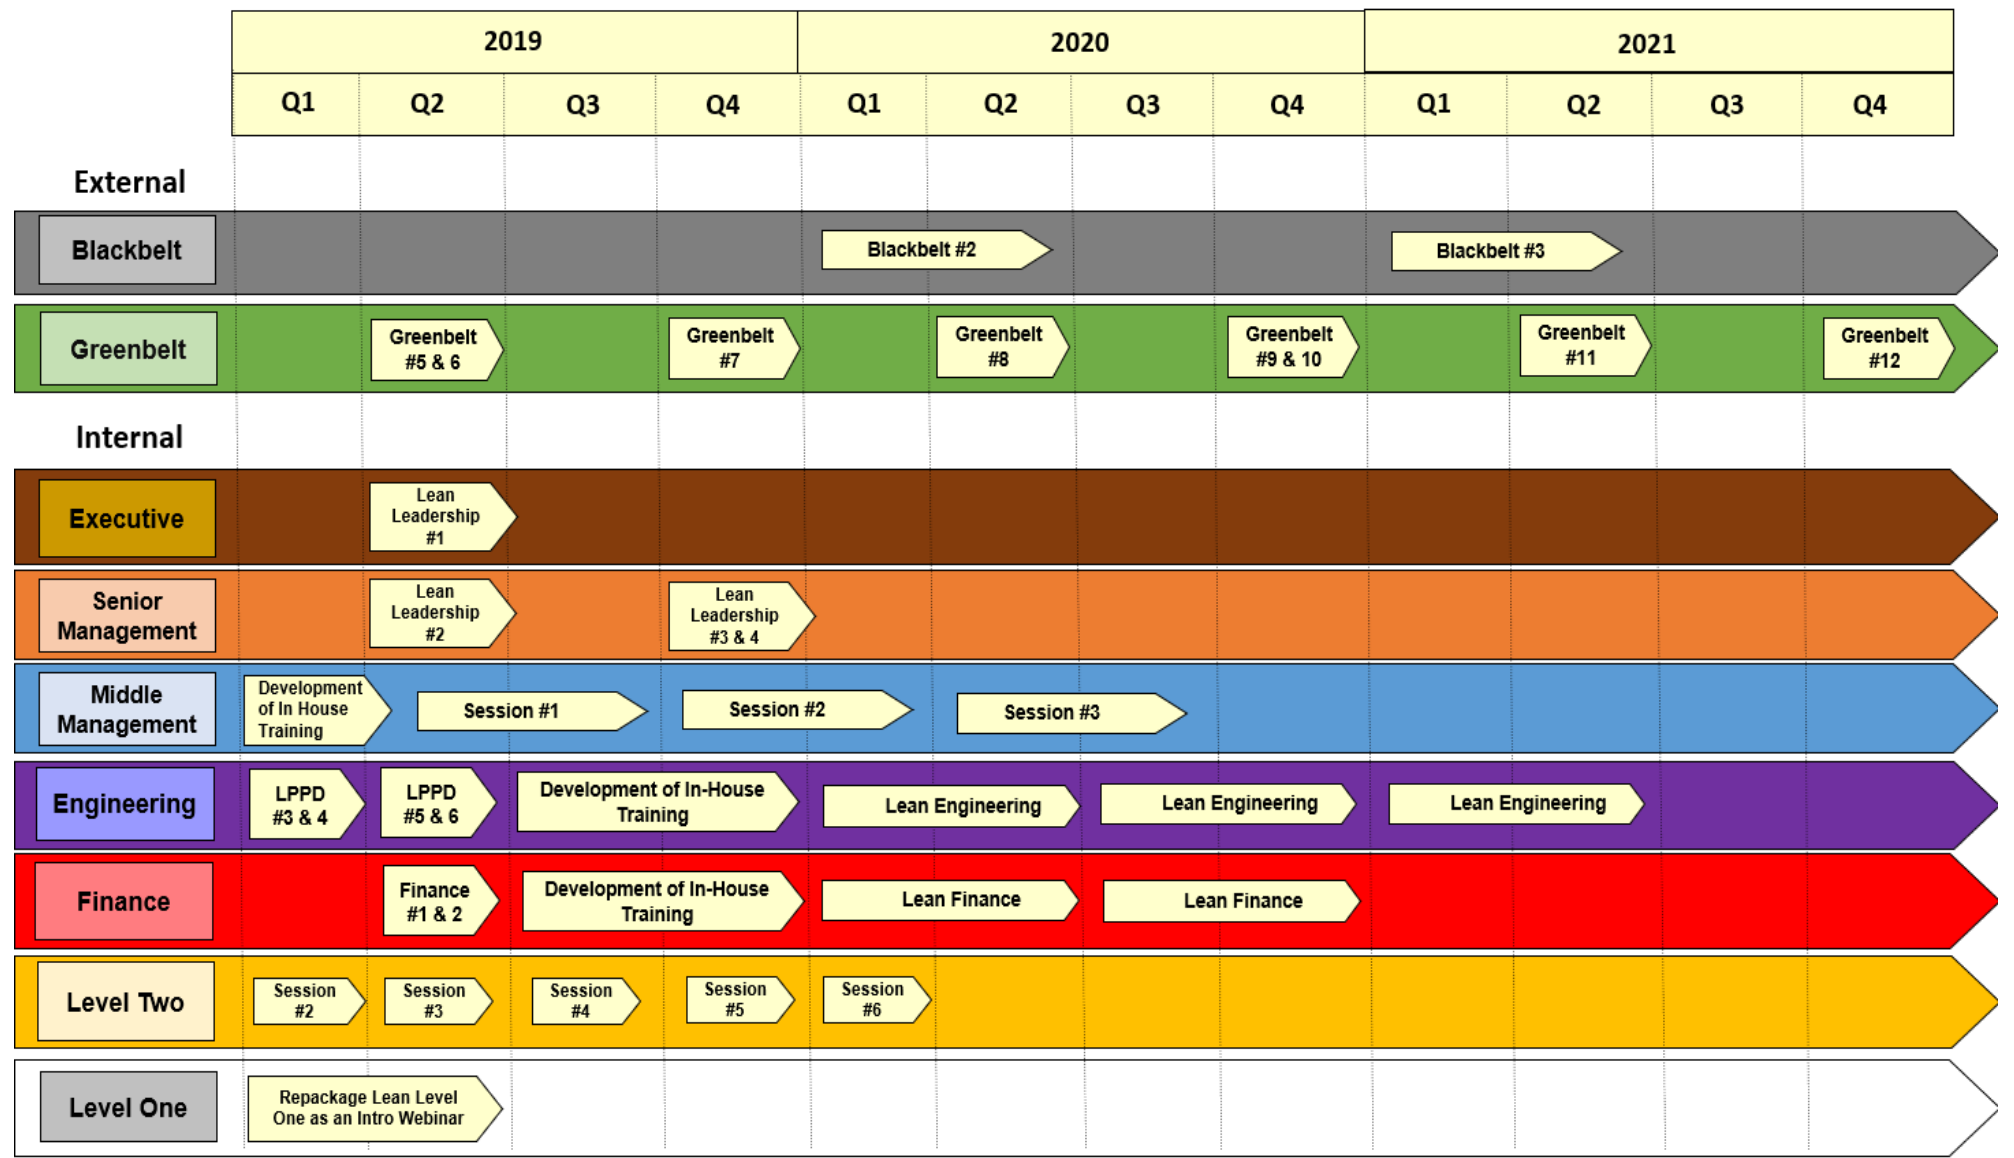 2019
2020
2021
Q1
Q2
Q3
Q4
Q1
Q2
Q3
Q4
Q1
Q2
Q3
Q4
External
Blackbelt
Blackbelt #2
Blackbelt #3
Greenbelt
Greenbelt
#5 & 6
Greenbelt
#7
Greenbelt
#8
Greenbelt
#9 & 10
Greenbelt
#11
Greenbelt
#12
Internal
Executive
Lean
Leadership
#1
Senior
Management
Lean
Leadership
#2
Lean
Leadership
#3 & 4
Middle
Management
Development
of In House
Training
Session #1
Session #2
Session #3
Engineering
LPPD
#3 & 4
LPPD
#5 & 6
Development of In-House
Training
Lean Engineering
Lean Engineering
Lean Engineering
Finance
Finance
#1 & 2
Development of In-House
Training
Lean Finance
Lean Finance
Level Two
Session
#2
Session
#3
Session
#4
Session
#5
Session
#6
Level One
Repackage Lean Level
One as an Intro Webinar